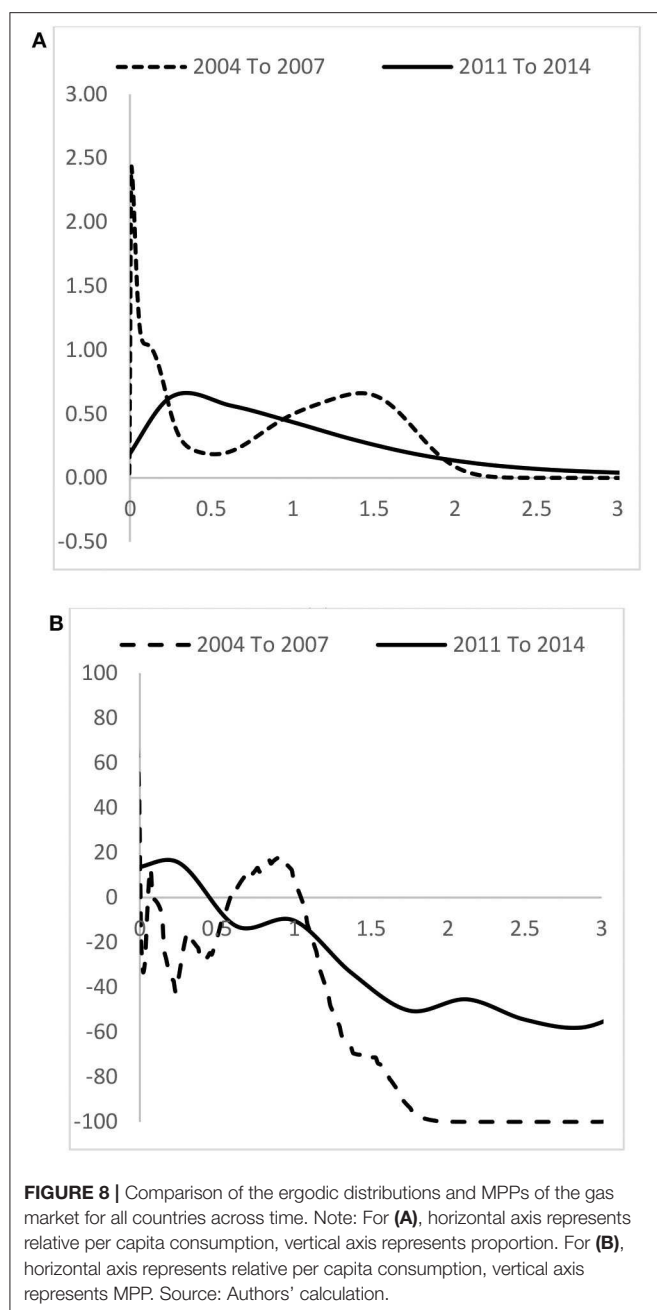 A
2004 To 2007 2011 To 2014
3.00
2.50
2.00
1.50
1.00
0.50
0.00
0 0.5 1 1.5 2 2.5 3
-0.50
B
2004 To 2007 2011 To 2014
100
80
60
40
20
0
0 0.5 1 1.5 2 2.5 3
-20
-40
-60
-80
-100
FIGURE 8 | Comparison of the ergodic distributions and MPPs of the gas
market for all countries across time. Note: For (A), horizontal axis represents
relative per capita consumption, vertical axis represents proportion. For (B),
horizontal axis represents relative per capita consumption, vertical axis
represents MPP. Source: Authors' calculation.